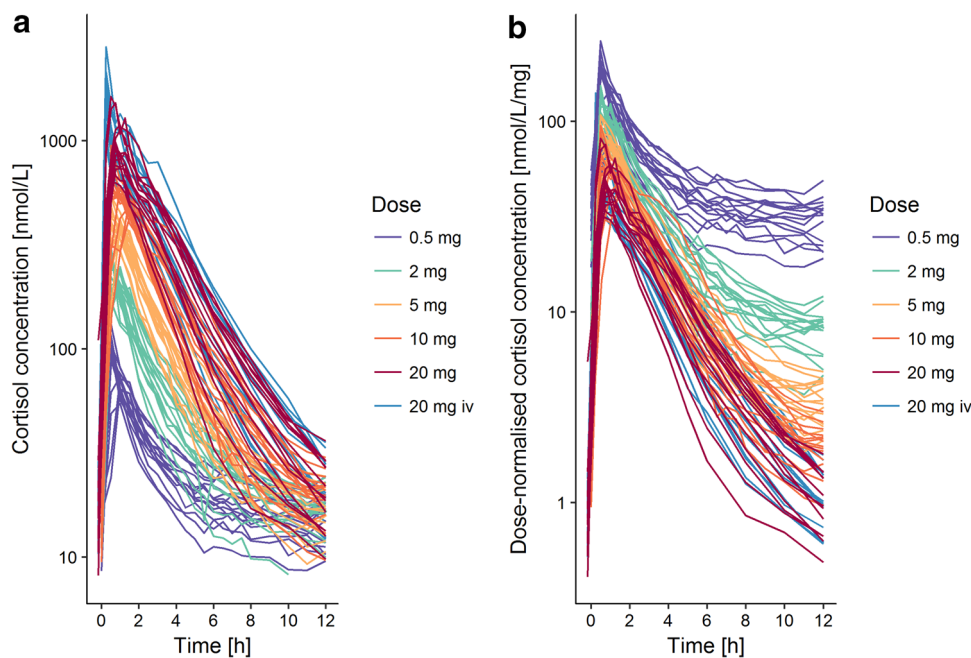 a
Cortisol concentration [nmol/L]
1000
100
10
0 2 4 6 8 10 12
Time [h]
Dose
0.5 mg
2 mg
5 mg
10 mg
20 mg
20 mg iv
b
Dose-normalised cortisol concentration [nmol/L/mg]
100
10
1
0 2 4 6 8 10 12
Time [h]
Dose
0.5 mg
2 mg
5 mg
10 mg
20 mg
20 mg iv